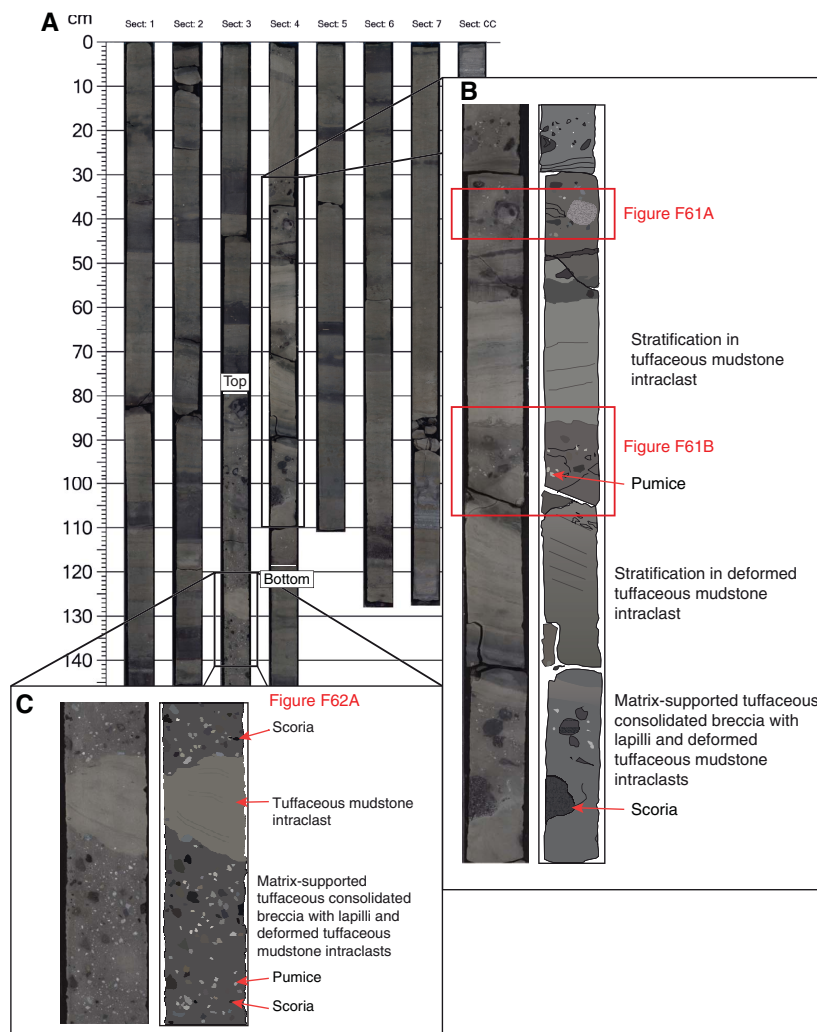 A
cm
Sect: 1
Sect: 2
Sect: 3
Sect: 4
Sect: 5
Sect: 6
Sect: 7
Sect: CC
0
10
20
30
40
50
60
70
80
90
100
110
120
130
140
Top
Bottom
B
Figure F61A
Stratification in
tuffaceous mudstone
intraclast
Figure F61B
Pumice
Stratification in deformed
tuffaceous mudstone
intraclast
Matrix-supported tuffaceous
consolidated breccia with
lapilli and deformed
tuffaceous mudstone
intraclasts
Scoria
C
Figure F62A
Scoria
Tuffaceous mudstone
intraclast
Matrix-supported
tuffaceous consolidated
breccia with lapilli and
deformed tuffaceous
mudstone intraclasts
Pumice
Scoria